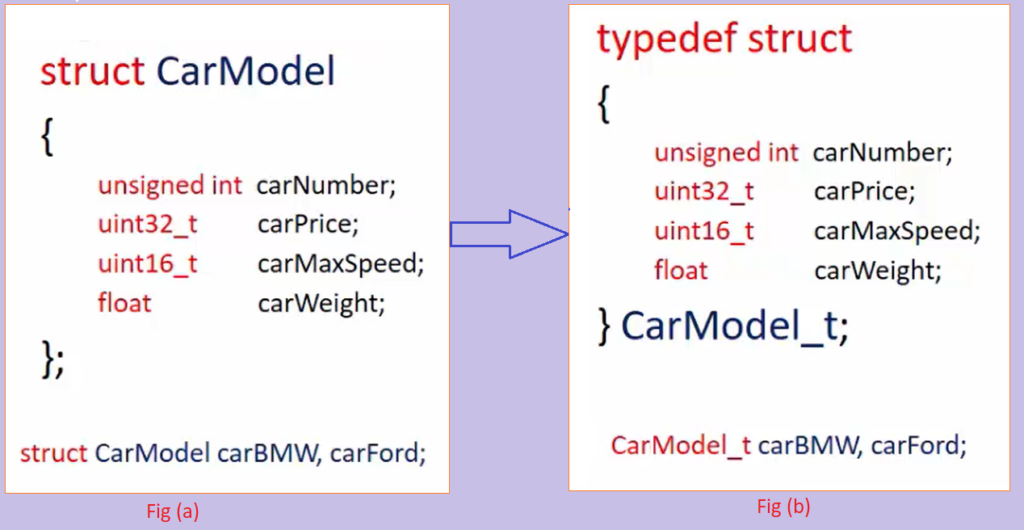 struct CarModel
{
unsigned int carNumber;
uint32_t carPrice;
uint16_t carMaxSpeed;
float carWeight;
};
struct CarModel carBMW, carFord;
Fig (a)
typedef struct
{
unsigned int carNumber;
uint32_t carPrice;
uint16_t carMaxSpeed;
float carWeight;
} CarModel_t;
CarModel_t carBMW, carFord;
Fig (b)